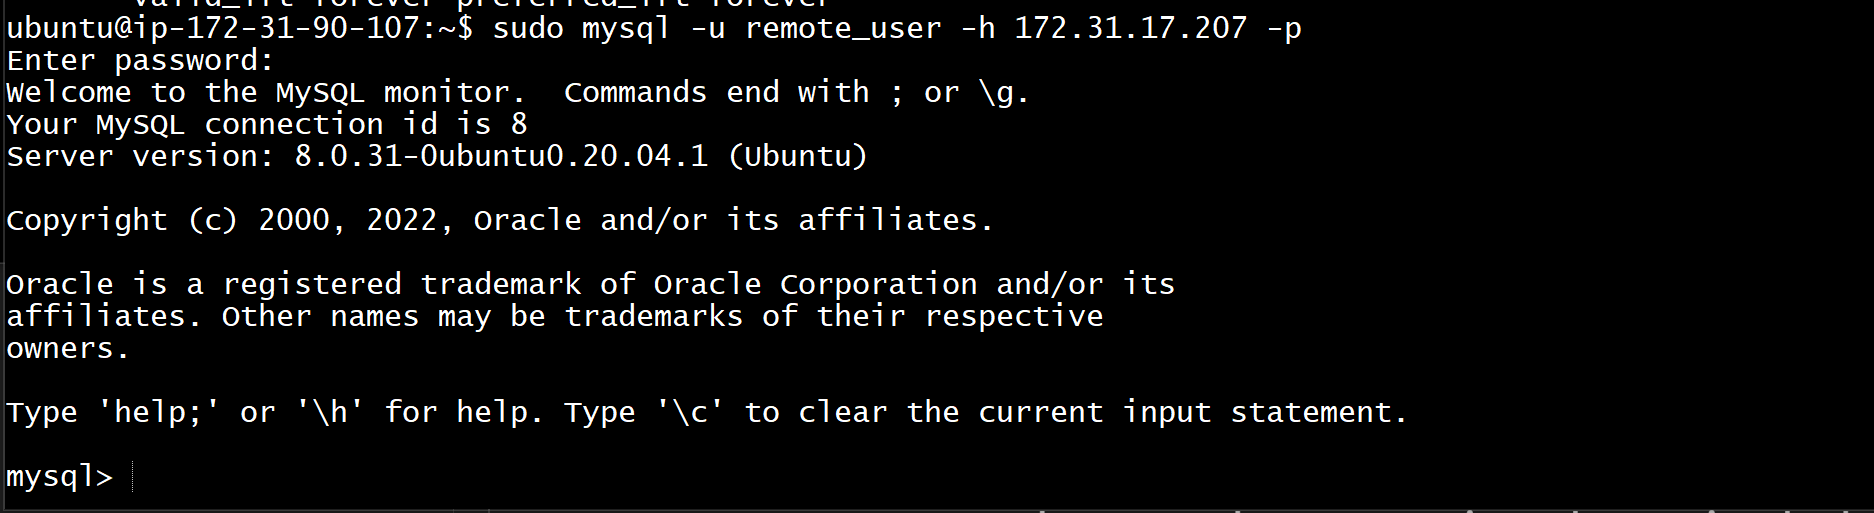 ubuntu@ip-172-31-90-107:~$ sudo mysql -u remote_user -h 172.31.17.207 -p
Enter password:
Welcome to the MySQL monitor.  Commands end with ; or \g.
Your MySQL connection id is 8
Server version: 8.0.31-0ubuntu0.20.04.1 (Ubuntu)
Copyright (c) 2000, 2022, Oracle and/or its affiliates.
Oracle is a registered trademark of Oracle Corporation and/or its
affiliates. Other names may be trademarks of their respective
owners.
Type 'help;' or '\h' for help. Type '\c' to clear the current input statement.
mysql>